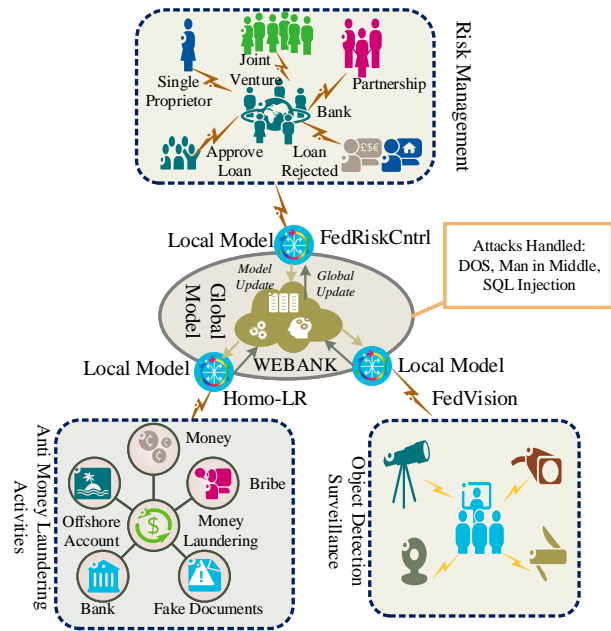 Risk Management
Joint
Venture
Single
Proprietor
Partnership
Bank
£$€
Approve
Loan
Loan
Rejected
Local Model
FedRiskCntrl
Attacks Handled:
DOS, Man in Middle,
SQL Injection
Model
Update
Global
Update
Global
Model
WEBANK
Local Model
Homo-LR
Local Model
FedVision
Anti Money Laundering
Activities
Money
C
C
C
Bribe
Offshore
Account
$
Money
Laundering
Bank
Fake Documents
Object Detection
Surveillance